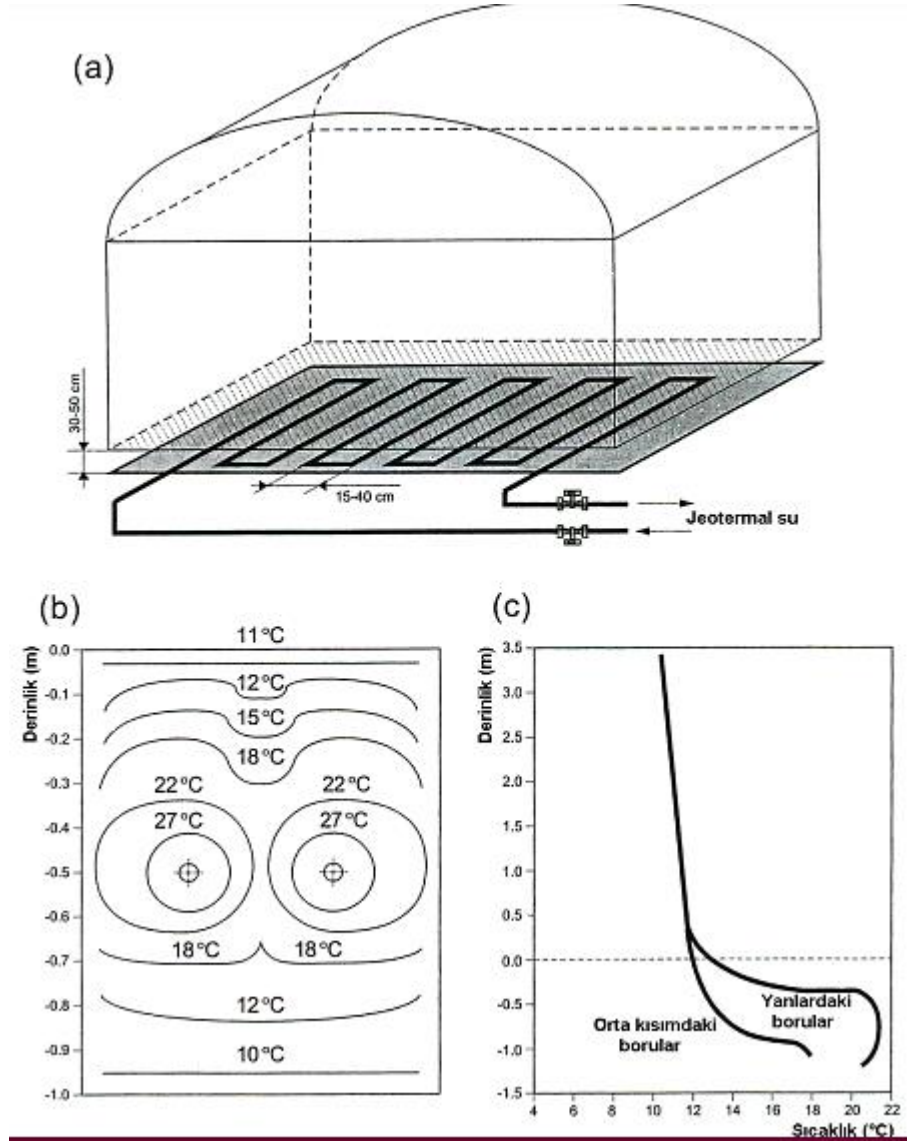 (a)
30-50 cm
15-40 cm
Jeotermal su
(b)
Derinlik (m)
0.0
-0.1
-0.2
-0.3
-0.4
-0.5
-0.6
-0.7
-0.8
-0.9
-1.0
11°C
12°C
15°C
18°C
22°C 22°C
27°C 27°C
18°C 18°C
12°C
10°C
(c)
Derinlik (m)
3.5
3.0
2.5
2.0
1.5
1.0
0.5
0.0
-0.5
-1.0
-1.5
Yanlardaki
borular
Orta kısımdaki
borular
4 6 8 10 12 14 16 18 20 22
Sıcaklık (°C)